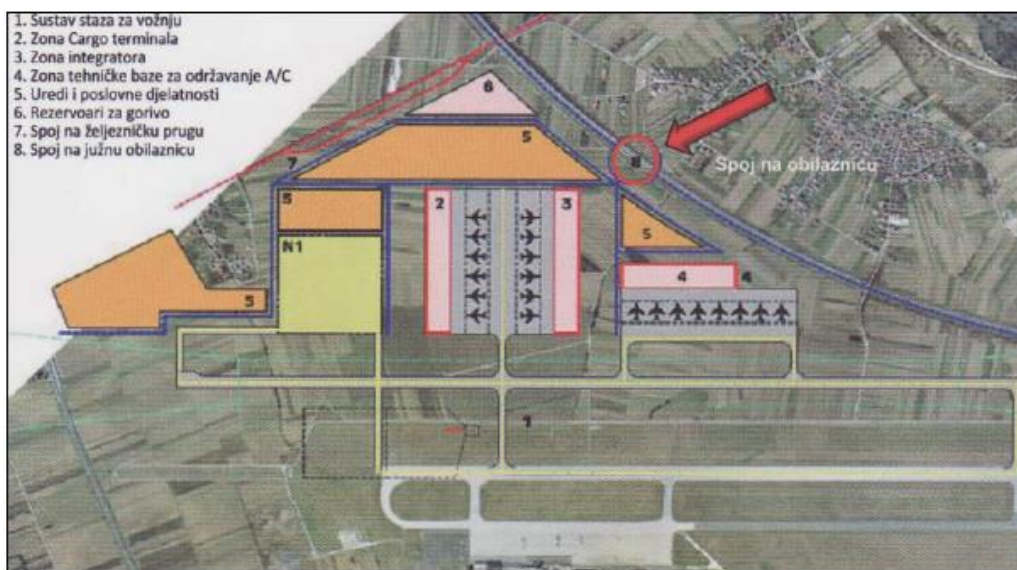 1. Sustav staza za vožnju
2. Zona Cargo terminala
3. Zona integratora
4. Zona tehničke baze za održavanje A/C
5. Uredi i poslovne djelatnosti
6. Rezervoari za gorivo
7. Spoj na željezničku prugu
8. Spoj na južnu obilaznicu
6
5
7
8
Spoj na obilaznicu
5
2
3
5
N1
4
4
5
1